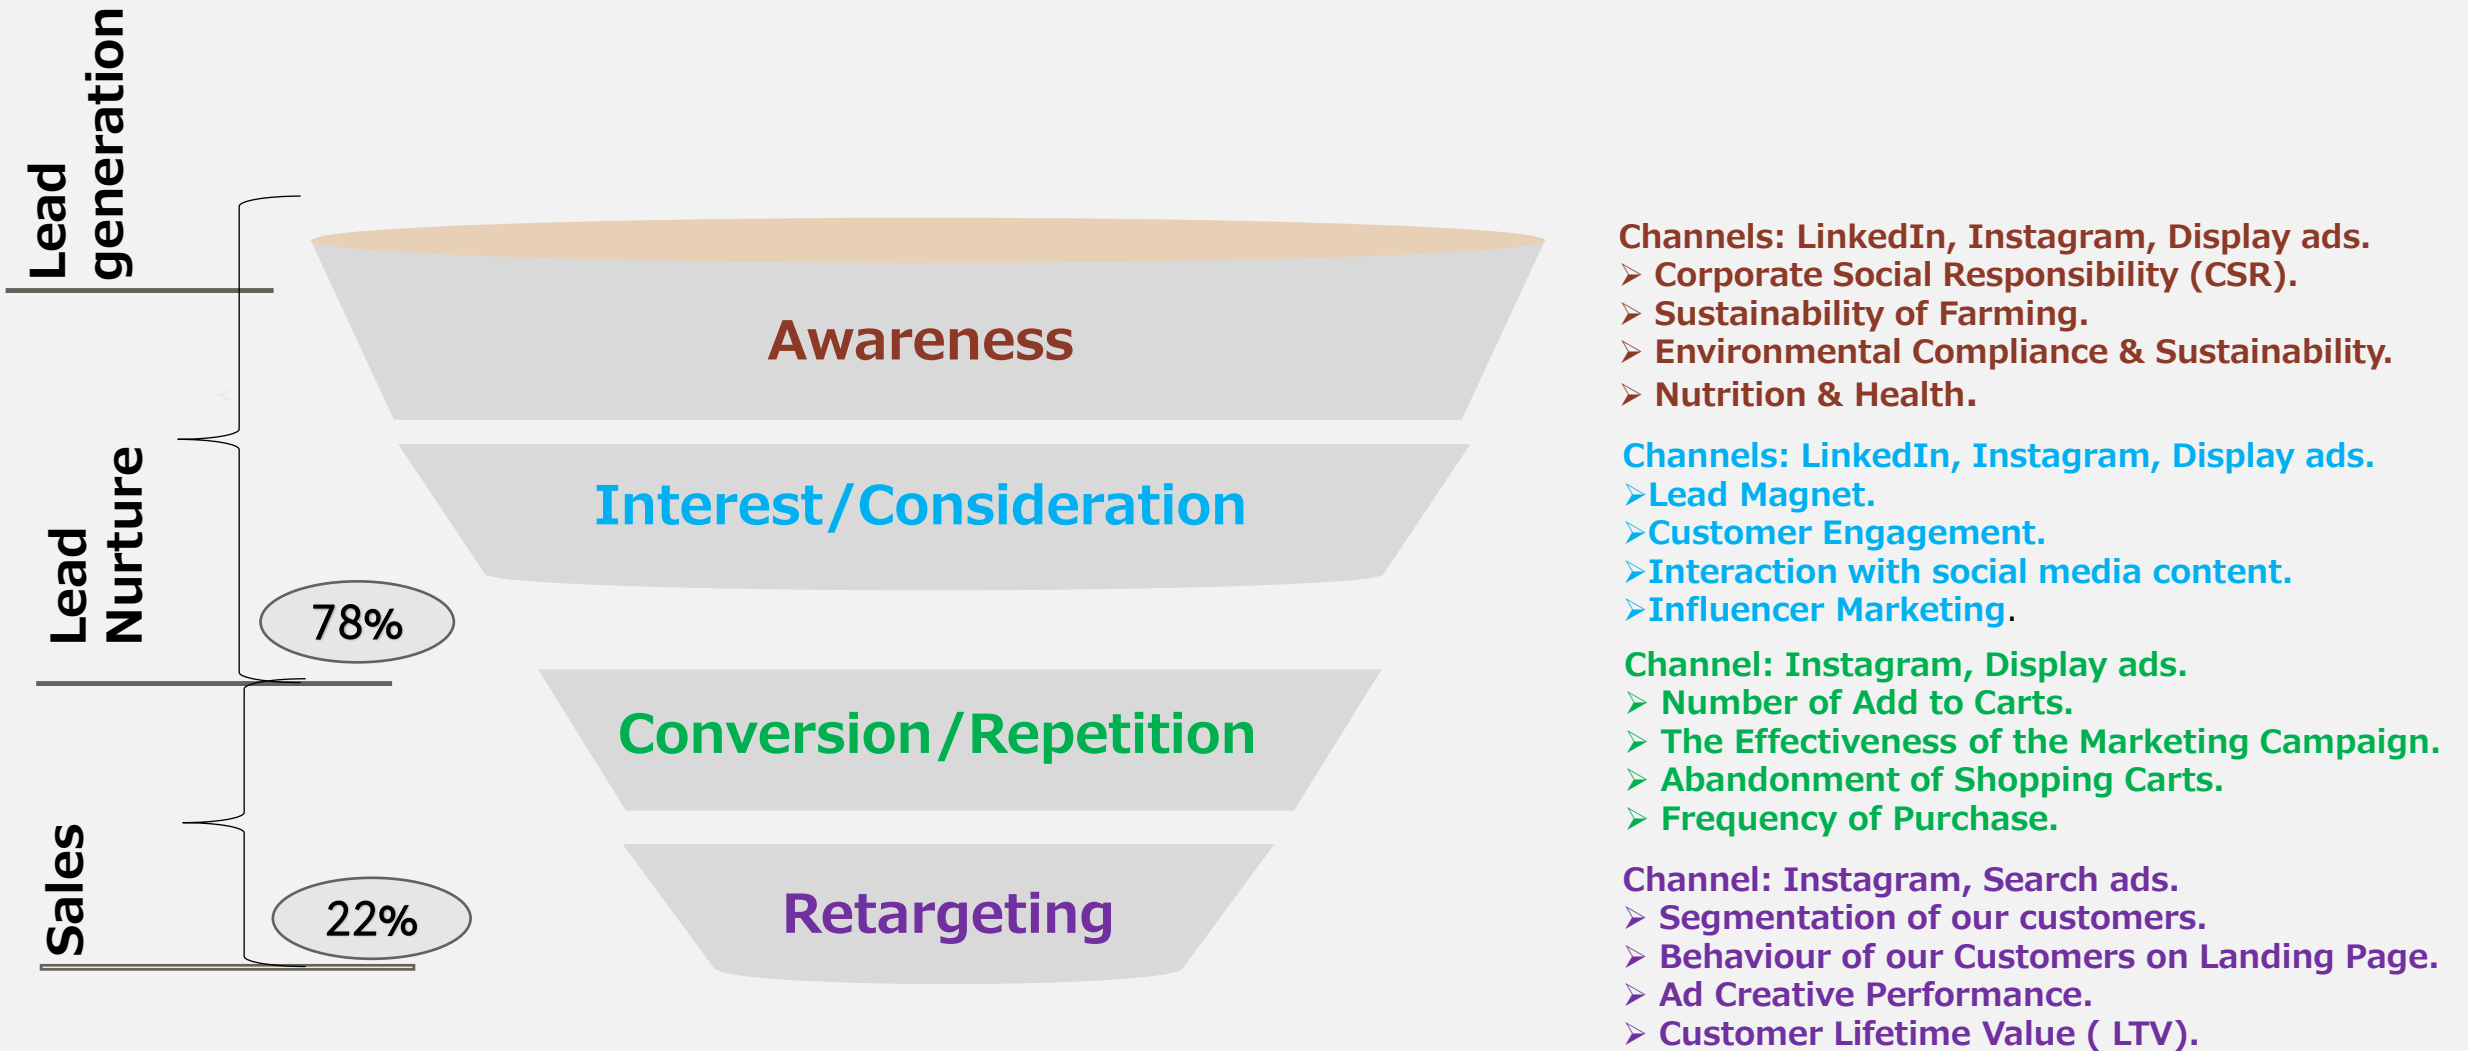 Lead
generation
Lead
Nurture
78%
Sales
22%
Awareness
Interest/Consideration
Conversion/Repetition
Retargeting
Channels: LinkedIn, Instagram, Display ads.
➢ Corporate Social Responsibility (CSR).
➢ Sustainability of Farming.
➢ Environmental Compliance & Sustainability.
➢ Nutrition & Health.
Channels: LinkedIn, Instagram, Display ads.
➢Lead Magnet.
➢Customer Engagement.
➢Interaction with social media content.
➢Influencer Marketing.
Channel: Instagram, Display ads.
➢ Number of Add to Carts.
➢ The Effectiveness of the Marketing Campaign.
➢ Abandonment of Shopping Carts.
➢ Frequency of Purchase.
Channel: Instagram, Search ads.
➢ Segmentation of our customers.
➢ Behaviour of our Customers on Landing Page.
➢ Ad Creative Performance.
➢ Customer Lifetime Value ( LTV).